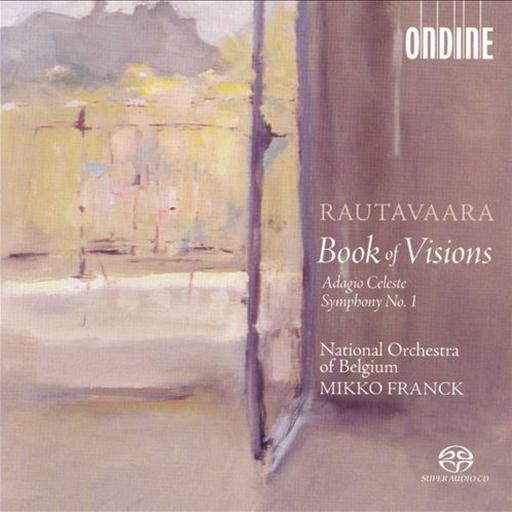 ONDINE
RAUTAVAARA
Book of Visions
Adagio Celeste
Symphony No. 1
National Orchestra
of Belgium
MIKKO FRANCK
SUPER AUDIO CD